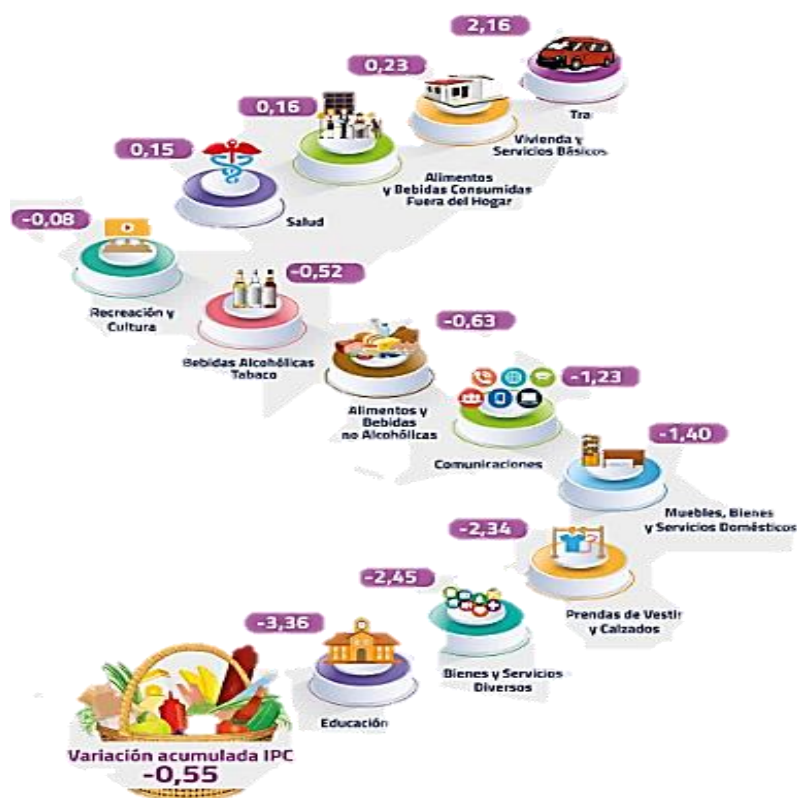 2,16
Tra
0,23
Vivienda y
Servicios Básicos
0,16
Alimentos
y Bebidas Consumidas
Fuera del Hogar
0,15
Salud
-0,08
Recreación y
Cultura
-0,52
Bebidas Alcohólicas
Tabaco
-0,63
Alimentos y
Bebidas
no Alcohólicas
-1,23
Comunicaciones
-1,40
Muebles, Bienes
y Servicios Domésticos
-2,34
Prendas de Vestir
y Calzados
-2,45
Bienes y Servicios
Diversos
-3,36
Educación
Variación acumulada IPC
-0,55